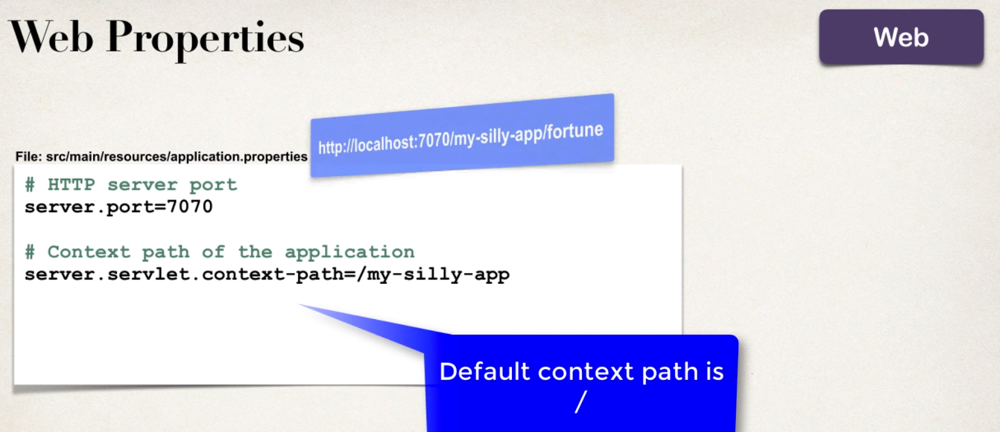 Web Properties
Web
http://localhost:7070/my-silly-app/fortune
File: src/main/resources/application.properties
# HTTP server port
server.port=7070
# Context path of the application
server.servlet.context-path=/my-silly-app
Default context path is
/